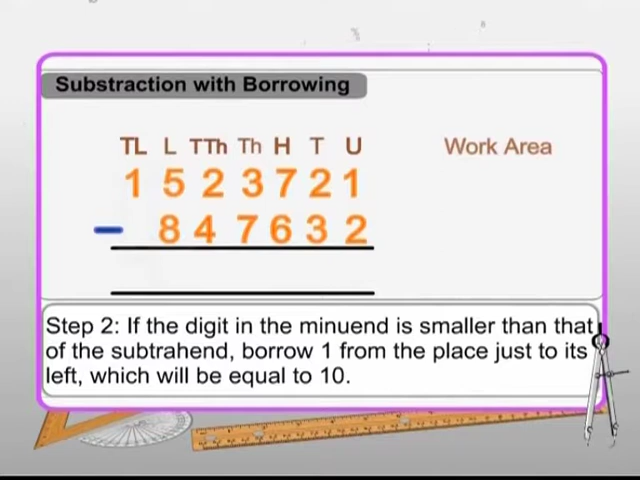 Substraction with Borrowing
TL L TTh Th H T U
Work Area
1 5 2 3 7 2 1
– 8 4 7 6 3 2
Step 2: If the digit in the minuend is smaller than that
of the subtrahend, borrow 1 from the place just to its
left, which will be equal to 10.